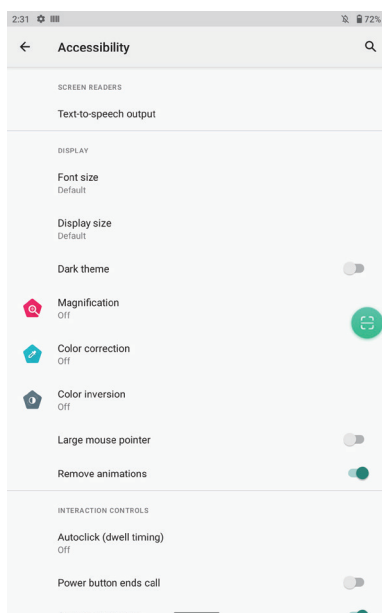 2:31 72%
Accessibility
SCREEN READERS
Text-to-speech output
DISPLAY
Font size
Default
Display size
Default
Dark theme
Magnification
Off
Color correction
Off
Color inversion
Off
Large mouse pointer
Remove animations
INTERACTION CONTROLS
Autoclick (dwell timing)
Off
Power button ends call